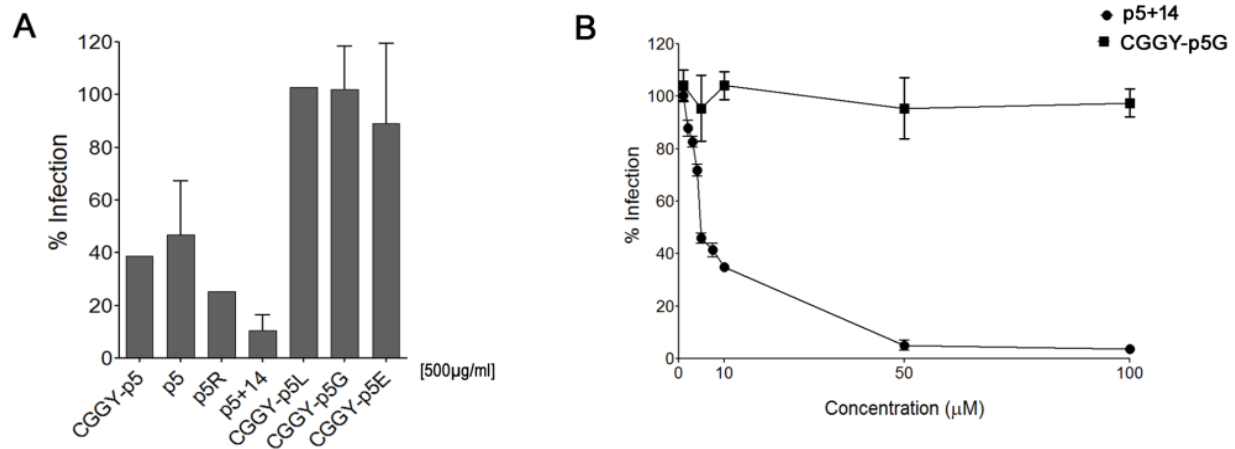 A
120
100
80
60
40
20
0
% Infection
CGGY-p5
p5
p5R
p5+14
CGGY-p5L
CGGY-p5G
CGGY-p5E
[500µg/ml]
B
p5+14
CGGY-p5G
120
100
80
60
40
20
0
% Infection
0 10 50 100
Concentration (μM)